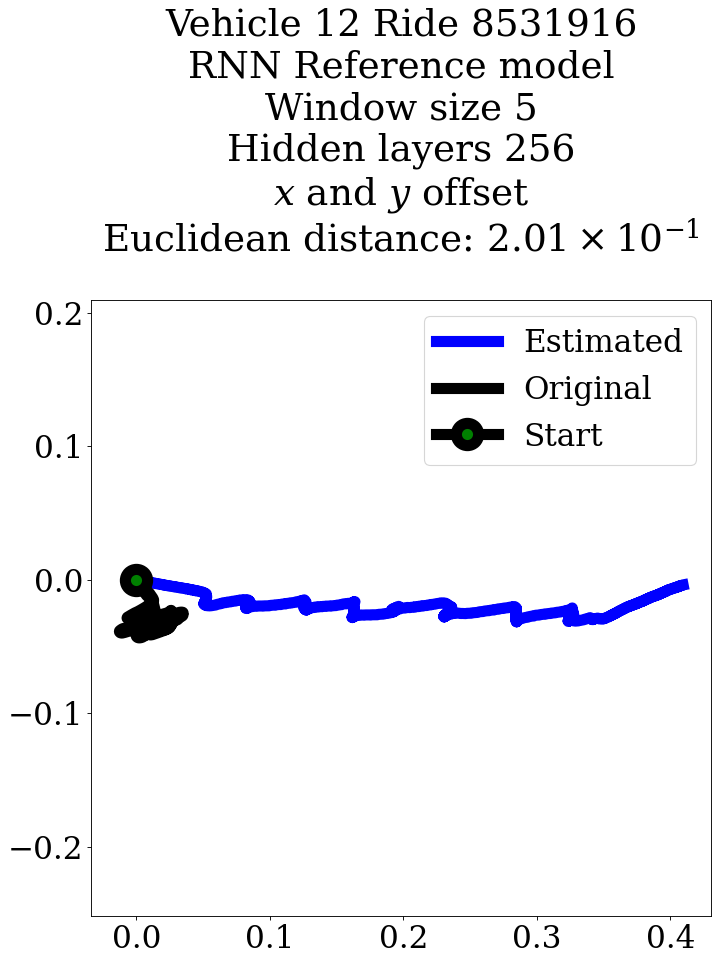 Vehicle 12 Ride 8531916
RNN Reference model
Window size 5
Hidden layers 256
x and y offset
Euclidean distance: 2.01 × 10⁻¹
Estimated
Original
Start
0.2
0.1
0.0
−0.1
−0.2
0.0 0.1 0.2 0.3 0.4